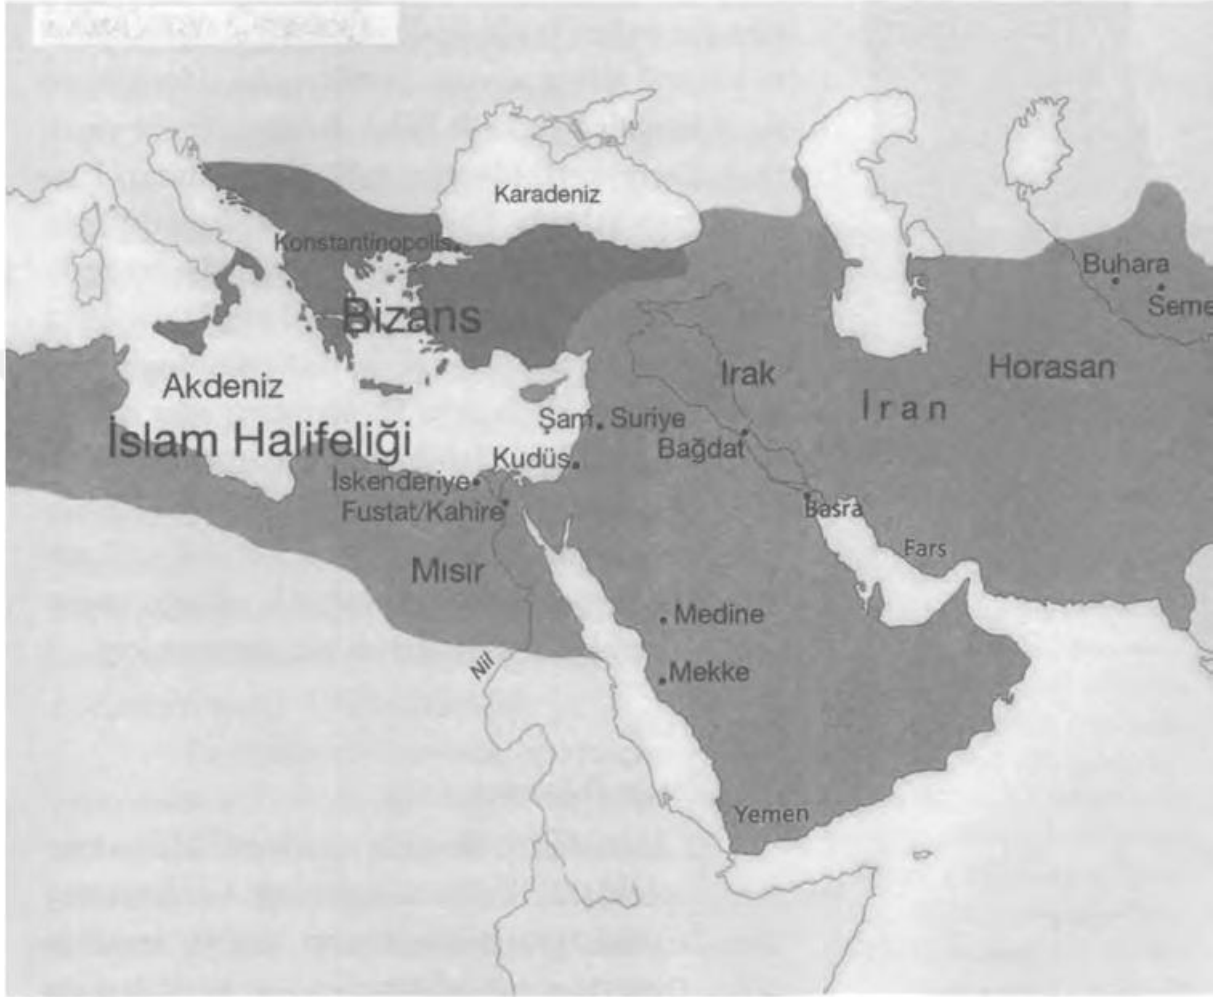 Karadeniz
Konstantinopolis
Buhara
Seme
Bizans
Horasan
Irak
Akdeniz
İran
Şam
Suriye
İslam Halifeliği
Bağdat
Kudüs
İskenderiye
Fustat/Kahire
Basra
Fars
Mısır
Medine
Nil
Mekke
Yemen